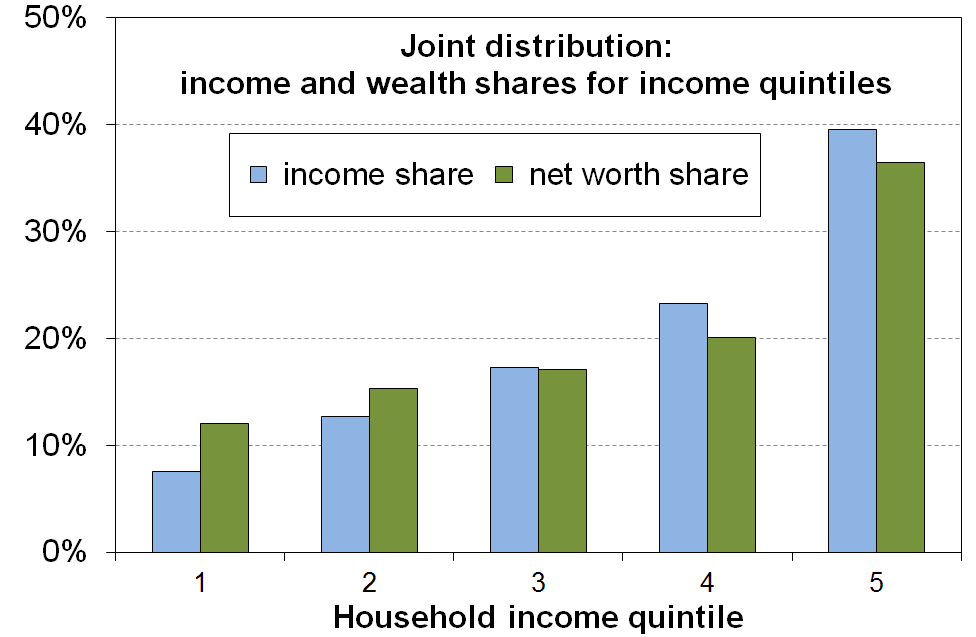 50%
Joint distribution:
income and wealth shares for income quintiles
40%
income share net worth share
30%
20%
10%
0%
1 2 3 4 5
Household income quintile